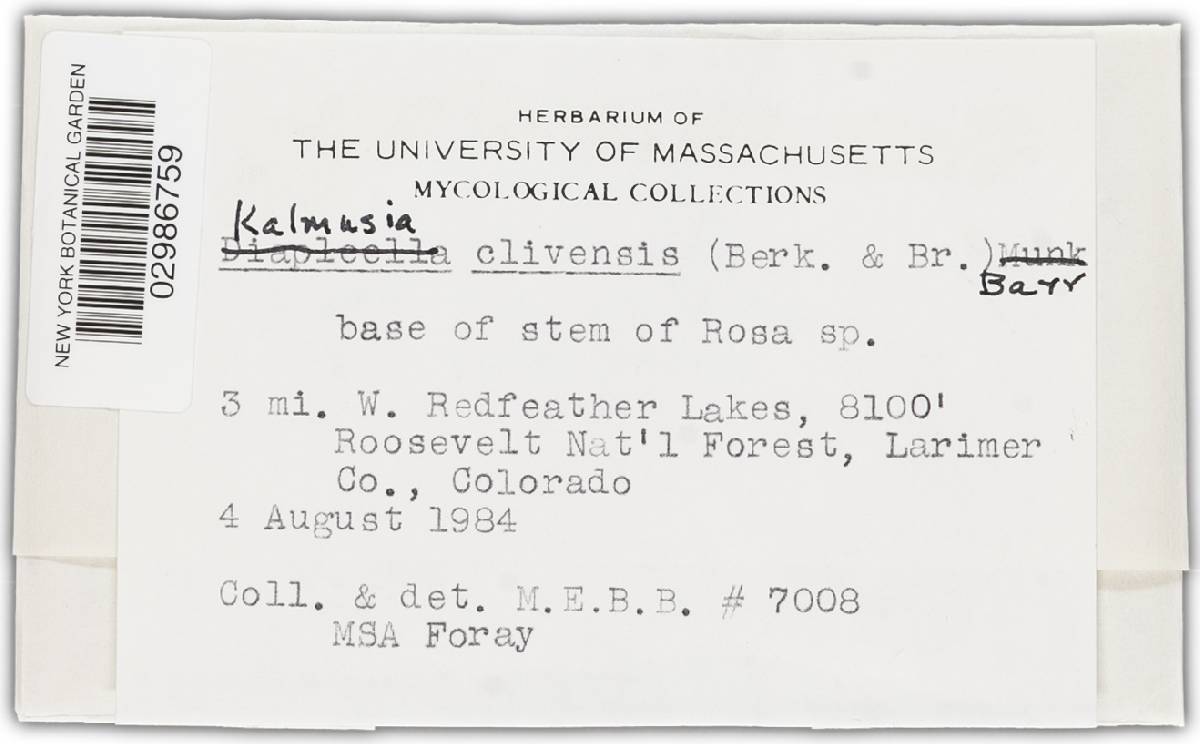 NEW YORK BOTANICAL GARDEN
02986759
HERBARIUM OF
THE UNIVERSITY OF MASSACHUSETTS
MYCOLOGICAL COLLECTIONS
Kalmusia
Diapleella clivensis (Berk. & Br.) Munk
Barr
base of stem of Rosa sp.
3 mi. W. Redfeather Lakes, 8100'
Roosevelt Nat'l Forest, Larimer
Co., Colorado
4 August 1984
Coll. & det. M.E.B.B. # 7008
MSA Foray